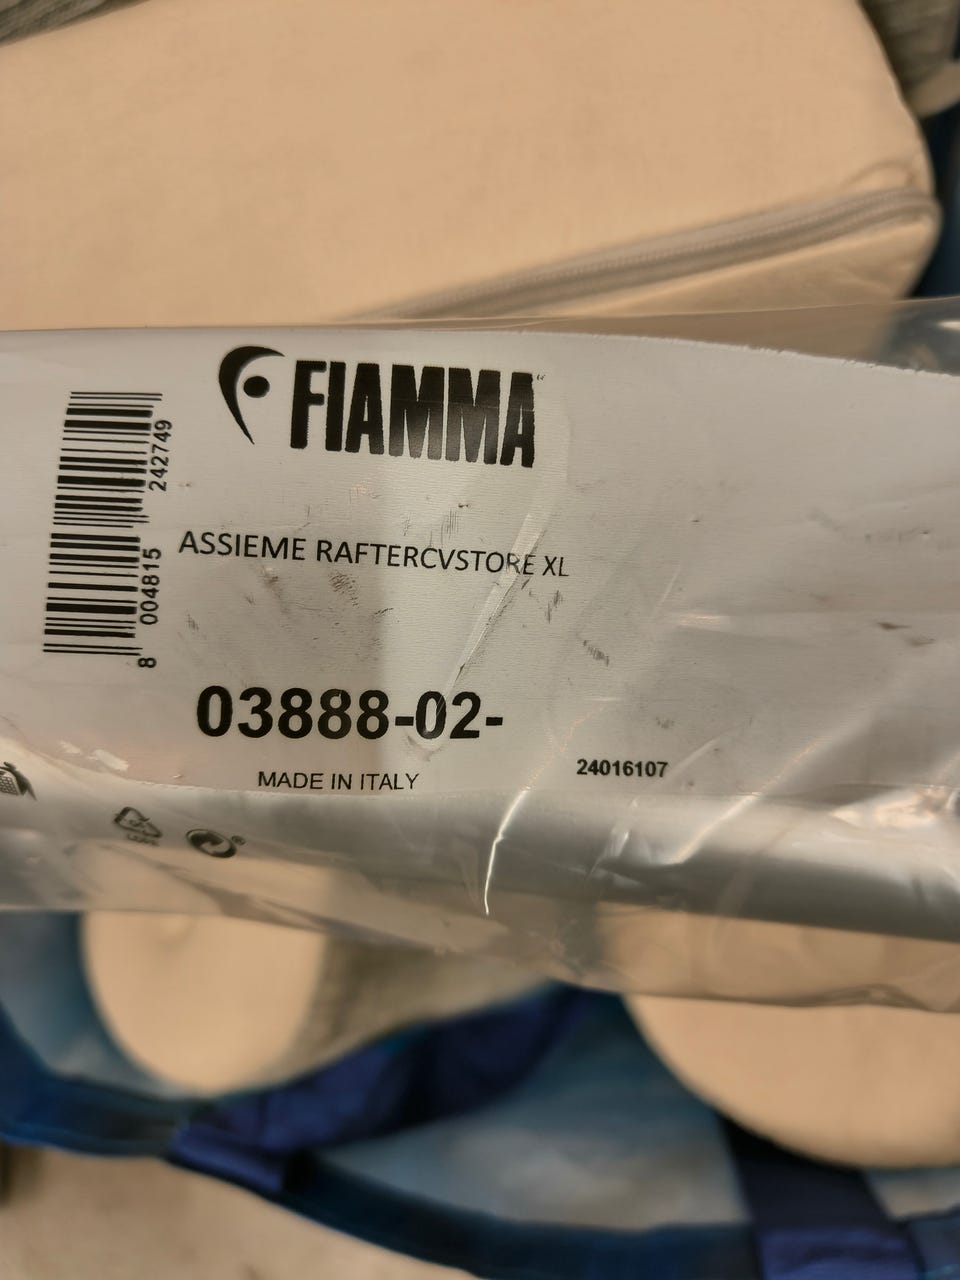 FIAMMA
8 004815 242749
ASSIEME RAFTERCVSTORE XL
03888-02-
MADE IN ITALY
24016107